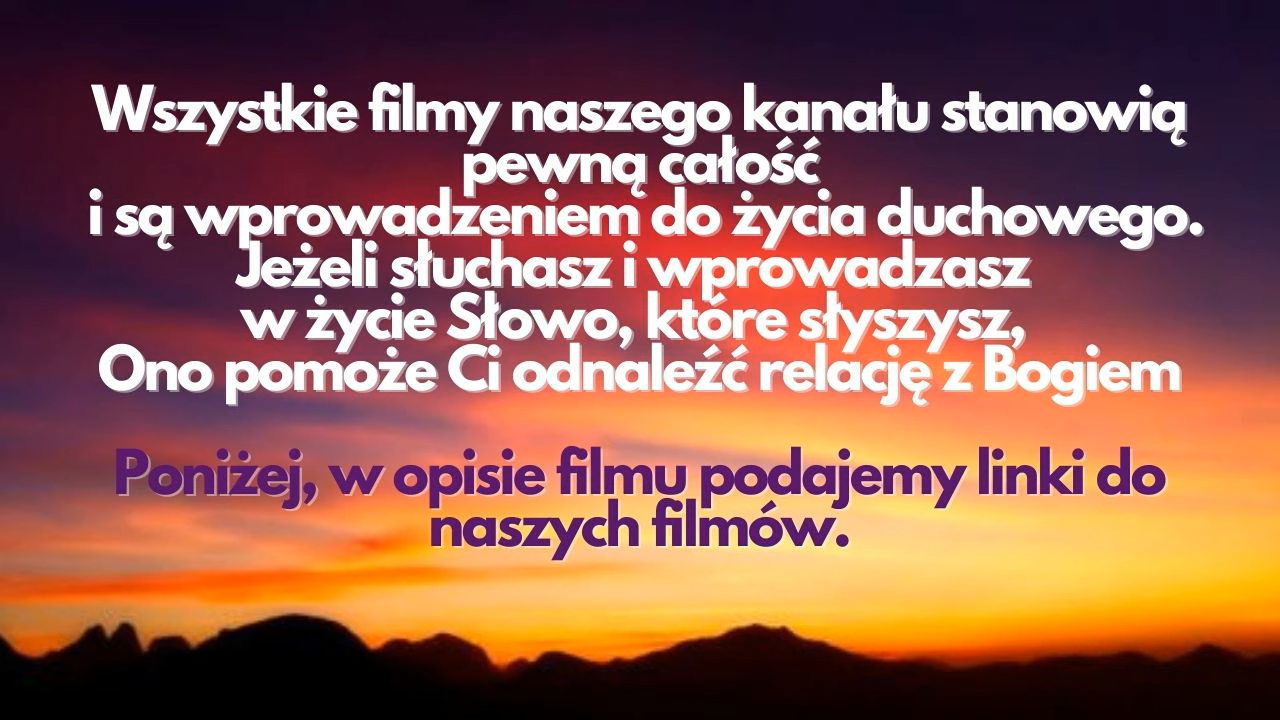 Wszystkie filmy naszego kanału stanowią
pewną całość
i są wprowadzeniem do życia duchowego.
Jeżeli słuchasz i wprowadzasz
w życie Słowo, które słyszysz,
Ono pomoże Ci odnaleźć relację z Bogiem
Poniżej, w opisie filmu podajemy linki do
naszych filmów.